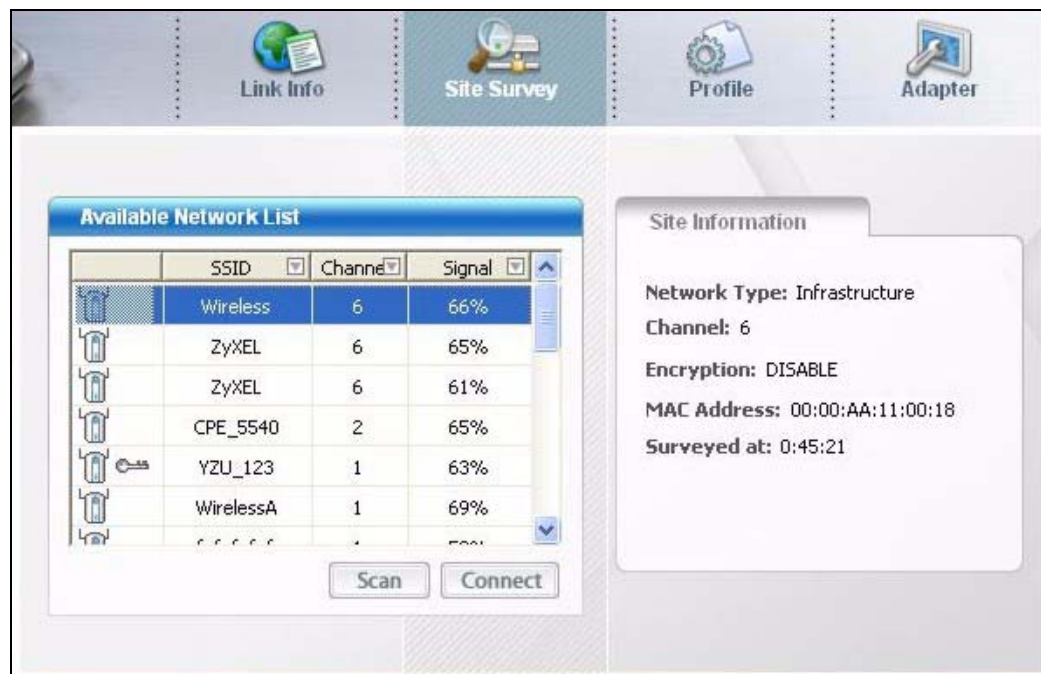 Link Info Site Survey Profile Adapter
Available Network List
SSID Channe Signal
Wireless 6 66%
ZyXEL 6 65%
ZyXEL 6 61%
CPE_5540 2 65%
YZU_123 1 63%
WirelessA 1 69%
Scan Connect
Site Information
Network Type: Infrastructure
Channel: 6
Encryption: DISABLE
MAC Address: 00:00:AA:11:00:18
Surveyed at: 0:45:21